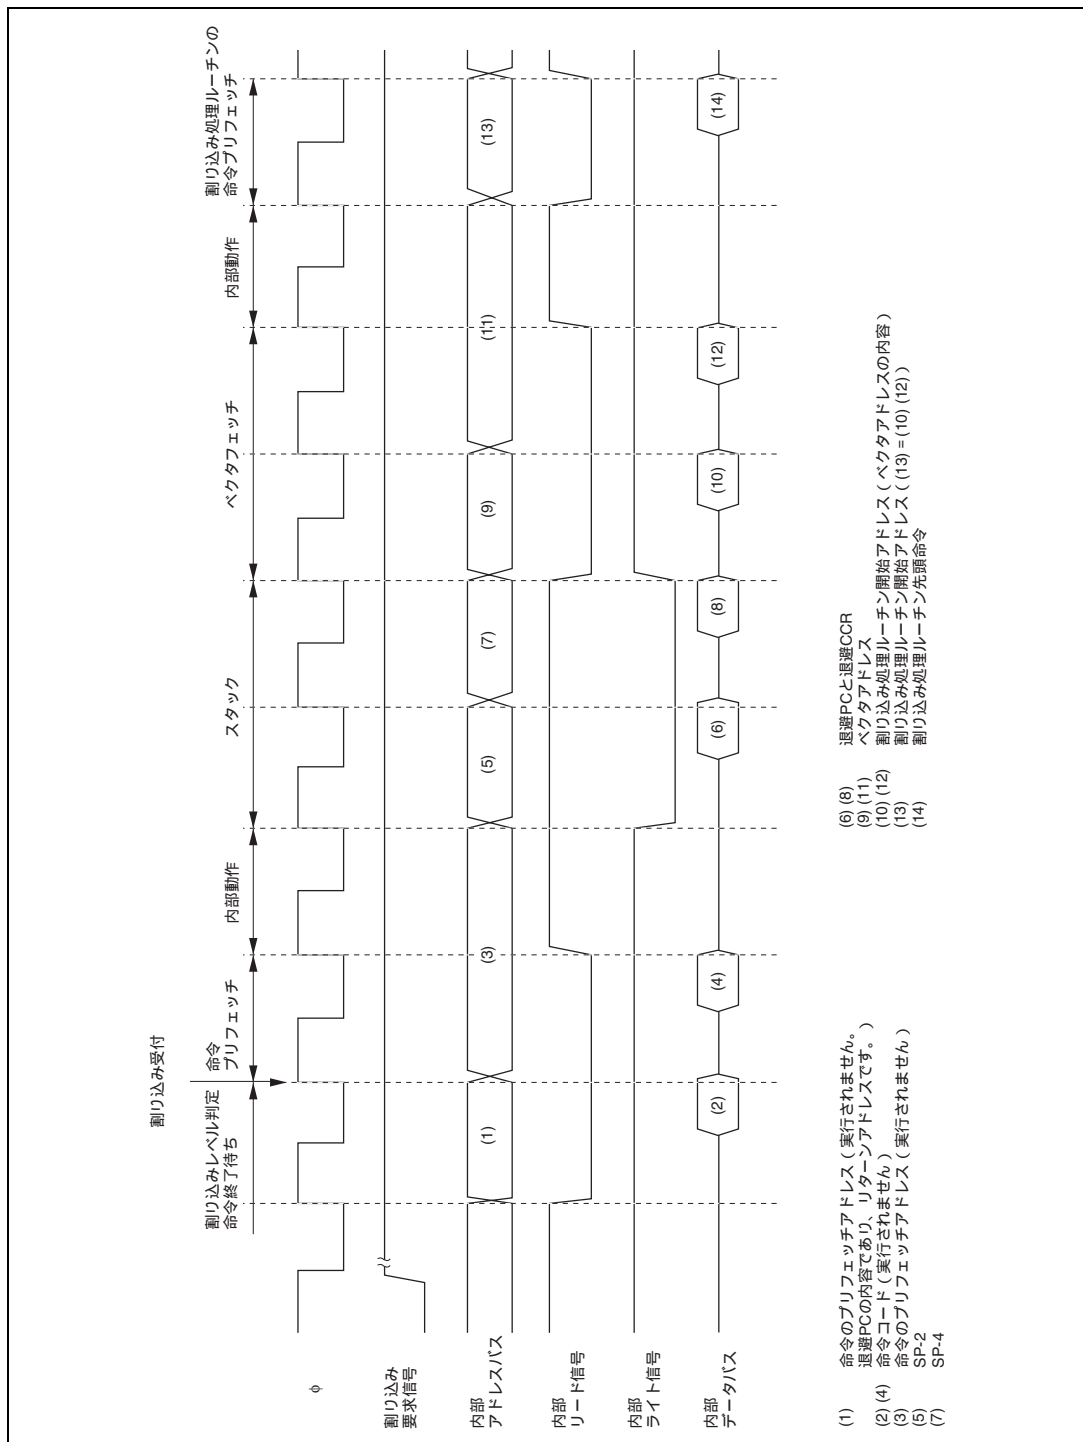 割り込み受付
割り込みレベル判定
命令終了待ち
命令
プリフェッチ
内部動作
スタック
ベクタフェッチ
内部動作
割り込み処理ルーチンの
命令プリフェッチ
φ
割り込み
要求信号
内部
アドレスバス
(1)
(3)
(5)
(7)
(9)
(11)
(13)
内部
リード信号
内部
ライト信号
内部
データバス
(2)
(4)
(6)
(8)
(10)
(12)
(14)
(1) 命令のプリフェッチアドレス（実行されません。
退避PCの内容であり、リターンアドレスです。）
(2) (4) 命令コード（実行されません）
(3) 命令のプリフェッチアドレス（実行されません）
(5) SP-2
(7) SP-4
(6) (8) 退避PCと退避CCR
(9) (11) ベクタアドレス
(10) (12) 割り込み処理ルーチン開始アドレス（ベクタアドレスの内容）
(13) 割り込み処理ルーチン開始アドレス（(13) = (10) (12)）
(14) 割り込み処理ルーチン先頭命令